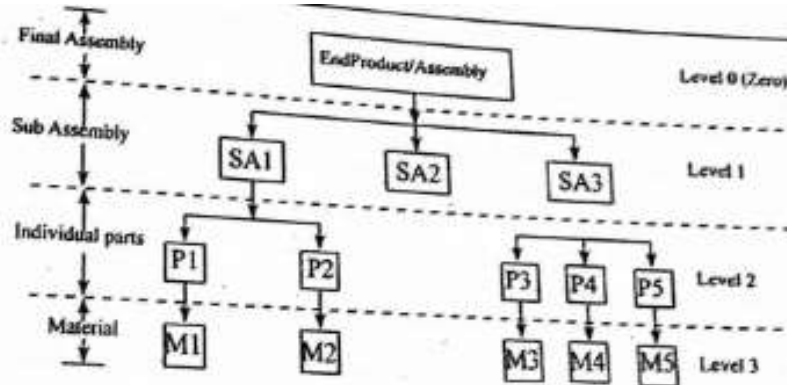 Final Assembly
EndProduct/Assembly
Level 0 (Zero)
Sub Assembly
SA1
SA2
SA3
Level 1
Individual parts
P1
P2
P3
P4
P5
Level 2
Material
M1
M2
M3
M4
M5
Level 3